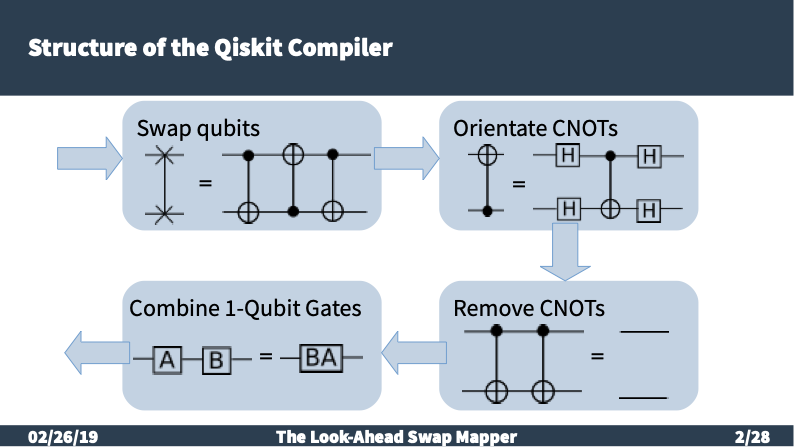 Structure of the Qiskit Compiler
Swap qubits
=
Orientate CNOTs
=
H
H
H
H
Combine 1-Qubit Gates
A
B
=
BA
Remove CNOTs
=
02/26/19
The Look-Ahead Swap Mapper
2/28